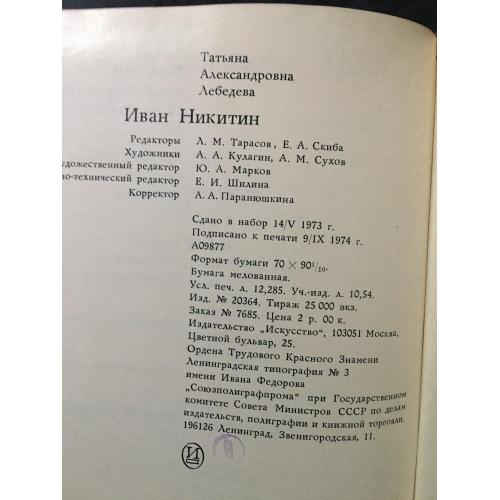 Татьяна
Александровна
Лебедева
Иван Никитин
Редакторы Л. М. Тарасов, Е. А. Скиба
Художники А. А. Кулагин, А. М. Сухов
удожественный редактор Ю. А. Марков
но-технический редактор Е. И. Шилина
Корректор А. А. Паранюшкина
Сдано в набор 14/V 1973 г.
Подписано к печати 9/IX 1974 г.
А09877
Формат бумаги 70 × 90¹/₁₆.
Бумага мелованная.
Усл. печ. л. 12,285. Уч.-изд. л. 10,54.
Изд. № 20364. Тираж 25 000 экз.
Заказ № 7685. Цена 2 р. 00 к.
Издательство „Искусство“, 103051 Москва,
Цветной бульвар, 25.
Ордена Трудового Красного Знамени
Ленинградская типография № 3
имени Ивана Федорова
„Союзполиграфпрома“ при Государственном
комитете Совета Министров СССР по делам
издательств, полиграфии и книжной торговли.
196126 Ленинград, Звенигородская, 11.
И